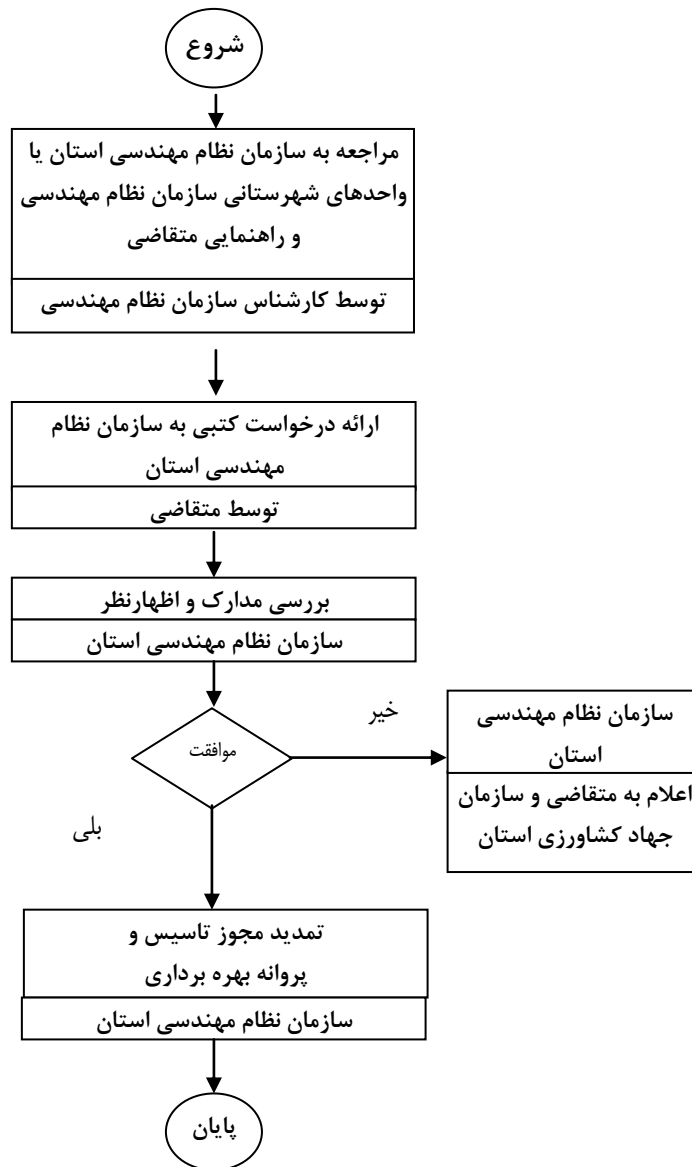 شروع
مراجعه به سازمان نظام مهندسی استان یا
واحدهای شهرستانی سازمان نظام مهندسی
و راهنمایی متقاضی
توسط کارشناس سازمان نظام مهندسی
ارائه درخواست کتبی به سازمان نظام
مهندسی استان
توسط متقاضی
بررسی مدارک و اظهارنظر
سازمان نظام مهندسی استان
موافقت
خیر
سازمان نظام مهندسی
استان
اعلام به متقاضی و سازمان
جهاد کشاورزی استان
بلی
تمدید مجوز تاسیس و
پروانه بهره برداری
سازمان نظام مهندسی استان
پایان